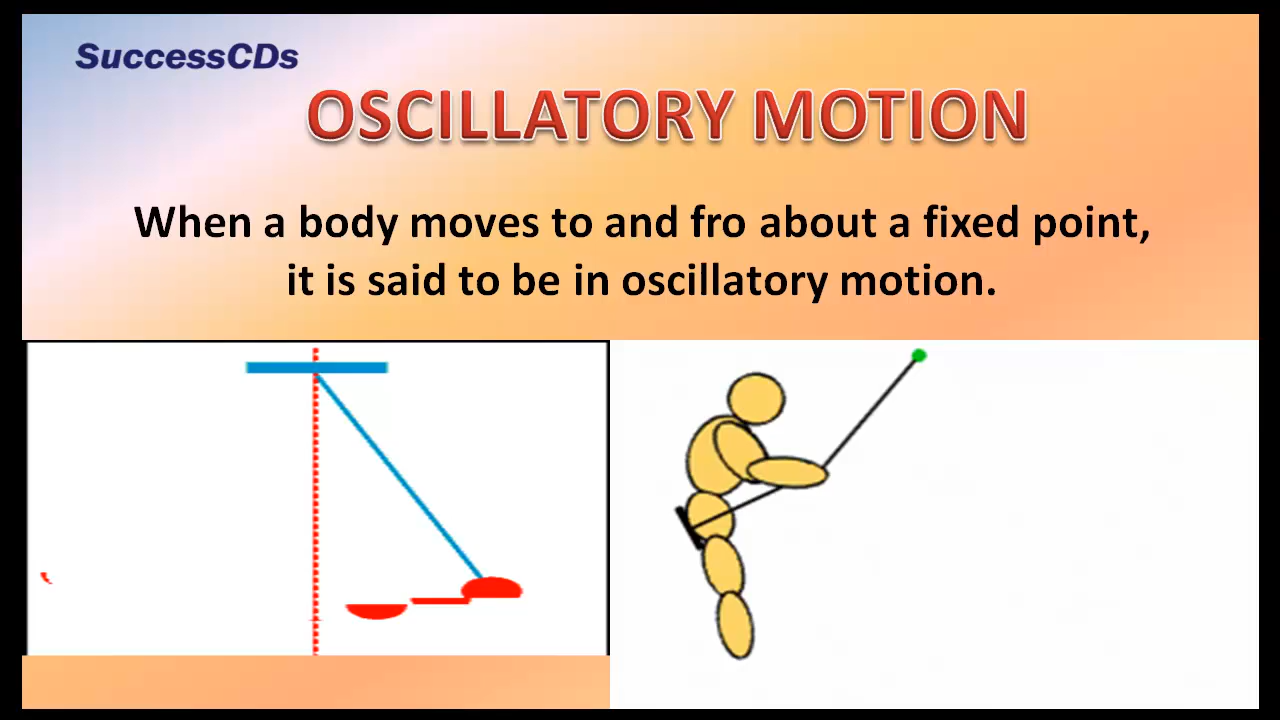 SuccessCDs
OSCILLATORY MOTION
When a body moves to and fro about a fixed point,
it is said to be in oscillatory motion.